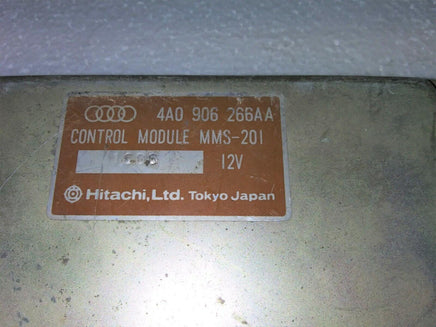 4A0 906 266AA
CONTROL MODULE MMS-201
12V
Hitachi, Ltd. Tokyo Japan